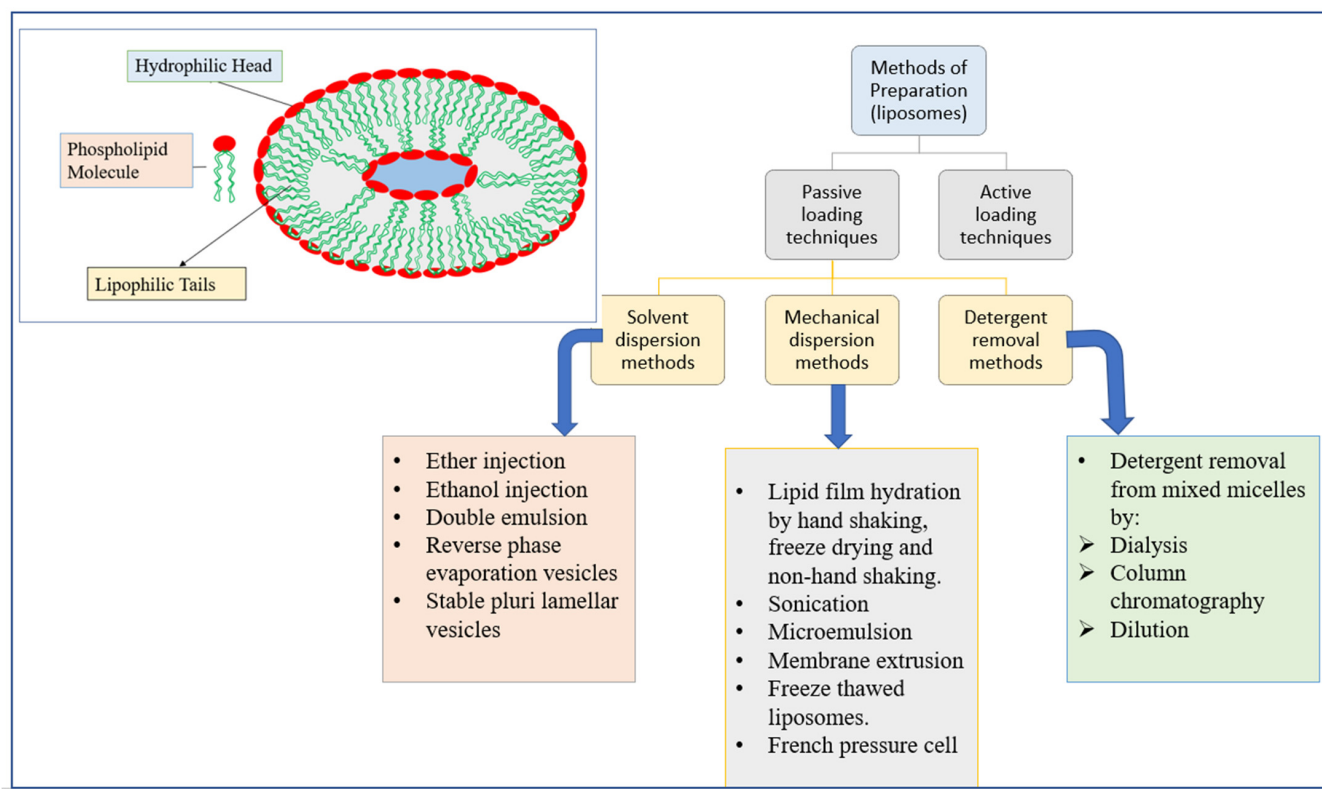 Hydrophilic Head
Phospholipid
Molecule
Lipophilic Tails
Methods of
Preparation
(liposomes)
Passive
loading
techniques
Active
loading
techniques
Solvent
dispersion
methods
Mechanical
dispersion
methods
Detergent
removal
methods
• Ether injection
• Ethanol injection
• Double emulsion
• Reverse phase
evaporation vesicles
• Stable pluri lamellar
vesicles
• Lipid film hydration
by hand shaking,
freeze drying and
non-hand shaking.
• Sonication
• Microemulsion
• Membrane extrusion
• Freeze thawed
liposomes.
• French pressure cell
• Detergent removal
from mixed micelles
by:
➢ Dialysis
➢ Column
chromatography
➢ Dilution